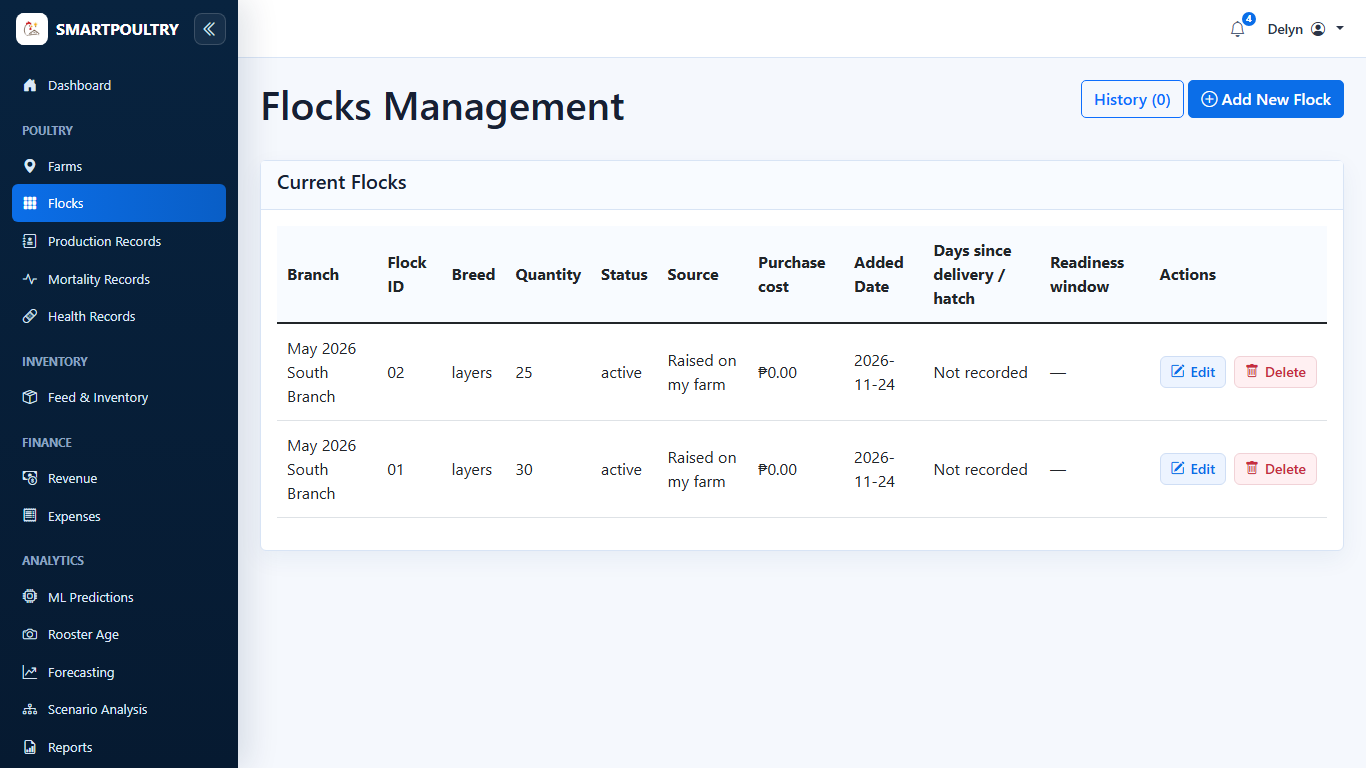 SMARTPOULTRY
4
Delyn
Dashboard
POULTRY
Farms
Flocks
Production Records
Mortality Records
Health Records
INVENTORY
Feed & Inventory
FINANCE
Revenue
Expenses
ANALYTICS
ML Predictions
Rooster Age
Forecasting
Scenario Analysis
Reports
Flocks Management
History (0)
Add New Flock
Current Flocks
Branch
Flock
ID
Breed
Quantity
Status
Source
Purchase
cost
Added
Date
Days since
delivery /
hatch
Readiness
window
Actions
May 2026
South
Branch
02
layers
25
active
Raised on
my farm
₱0.00
2026-
11-24
Not recorded
—
Edit
Delete
May 2026
South
Branch
01
layers
30
active
Raised on
my farm
₱0.00
2026-
11-24
Not recorded
—
Edit
Delete